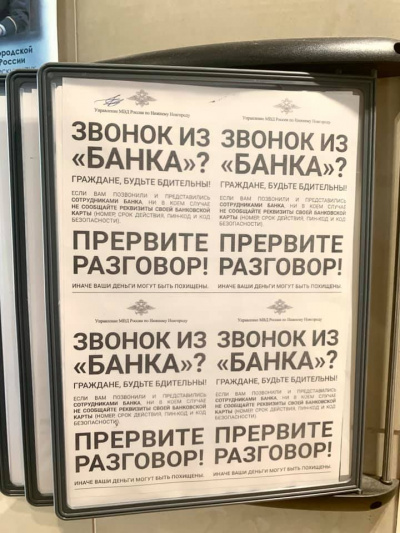 ородской
России
Управление МВД России по Нижнему Новгороду
ЗВОНОК ИЗ
«БАНКА»?
ГРАЖДАНЕ, БУДЬТЕ БДИТЕЛЬНЫ!
ЕСЛИ ВАМ ПОЗВОНИЛИ И ПРЕДСТАВИЛИСЬ
СОТРУДНИКАМИ БАНКА, НИ В КОЕМ СЛУЧАЕ
НЕ СООБЩАЙТЕ РЕКВИЗИТЫ СВОЕЙ БАНКОВСКОЙ
КАРТЫ (НОМЕР, СРОК ДЕЙСТВИЯ, ПИН-КОД И КОД
БЕЗОПАСНОСТИ).
ПРЕРВИТЕ
РАЗГОВОР!
ИНАЧЕ ВАШИ ДЕНЬГИ МОГУТ БЫТЬ ПОХИЩЕНЫ.
Управление МВД России по Нижнему Новгороду
ЗВОНОК ИЗ
«БАНКА»?
ГРАЖДАНЕ, БУДЬТЕ БДИТЕЛЬНЫ!
ЕСЛИ ВАМ ПОЗВОНИЛИ И ПРЕДСТАВИЛИСЬ
СОТРУДНИКАМИ БАНКА, НИ В КОЕМ СЛУЧАЕ
НЕ СООБЩАЙТЕ РЕКВИЗИТЫ СВОЕЙ БАНКОВСКОЙ
КАРТЫ (НОМЕР, СРОК ДЕЙСТВИЯ, ПИН-КОД И КОД
БЕЗОПАСНОСТИ).
ПРЕРВИТЕ
РАЗГОВОР!
ИНАЧЕ ВАШИ ДЕНЬГИ МОГУТ БЫТЬ ПОХИЩЕНЫ.
Управление МВД России по Нижнему Новгороду
ЗВОНОК ИЗ
«БАНКА»?
ГРАЖДАНЕ, БУДЬТЕ БДИТЕЛЬНЫ!
ЕСЛИ ВАМ ПОЗВОНИЛИ И ПРЕДСТАВИЛИСЬ
СОТРУДНИКАМИ БАНКА, НИ В КОЕМ СЛУЧАЕ
НЕ СООБЩАЙТЕ РЕКВИЗИТЫ СВОЕЙ БАНКОВСКОЙ
КАРТЫ (НОМЕР, СРОК ДЕЙСТВИЯ, ПИН-КОД И КОД
БЕЗОПАСНОСТИ).
ПРЕРВИТЕ
РАЗГОВОР!
ИНАЧЕ ВАШИ ДЕНЬГИ МОГУТ БЫТЬ ПОХИЩЕНЫ.
Управление МВД России по Нижнему Новгороду
ЗВОНОК ИЗ
«БАНКА»?
ГРАЖДАНЕ, БУДЬТЕ БДИТЕЛЬНЫ!
ЕСЛИ ВАМ ПОЗВОНИЛИ И ПРЕДСТАВИЛИСЬ
СОТРУДНИКАМИ БАНКА, НИ В КОЕМ СЛУЧАЕ
НЕ СООБЩАЙТЕ РЕКВИЗИТЫ СВОЕЙ БАНКОВСКОЙ
КАРТЫ (НОМЕР, СРОК ДЕЙСТВИЯ, ПИН-КОД И КОД
БЕЗОПАСНОСТИ).
ПРЕРВИТЕ
РАЗГОВОР!
ИНАЧЕ ВАШИ ДЕНЬГИ МОГУТ БЫТЬ ПОХИЩЕНЫ.